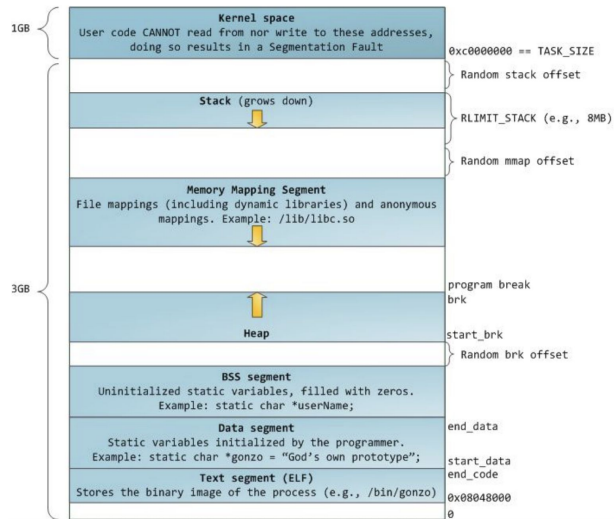 Kernel space
1GB
User code CANNOT read from nor write to these addresses,
doing so results in a Segmentation Fault
0xc0000000 == TASK_SIZE
Random stack offset
Stack (grows down)
RLIMIT_STACK (e.g., 8MB)
Random mmap offset
Memory Mapping Segment
File mappings (including dynamic libraries) and anonymous
mappings. Example: /lib/libc.so
3GB
program break
brk
Heap
start_brk
Random brk offset
BSS segment
Uninitialized static variables, filled with zeros.
Example: static char *userName;
Data segment
end_data
Static variables initialized by the programmer.
Example: static char *gonzo = “God’s own prototype”;
start_data
end_code
Text segment (ELF)
Stores the binary image of the process (e.g., /bin/gonzo)
0x08048000
0